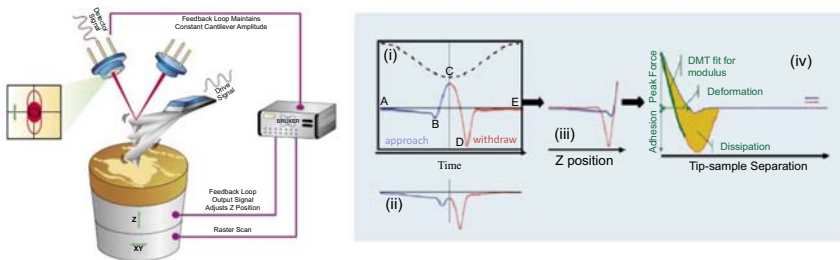 Detector
Signal
Feedback Loop Maintains
Constant Cantilever Amplitude
Drive
Signal
BRUKER
Feedback Loop
Output Signal
Adjusts Z Position
Z
Raster Scan
XY
(i)
A
B
C
D
E
approach
withdraw
Time
(ii)
(iii)
Z position
(iv)
Peak Force
Adhesion
DMT fit for
modulus
Deformation
Dissipation
Tip-sample Separation